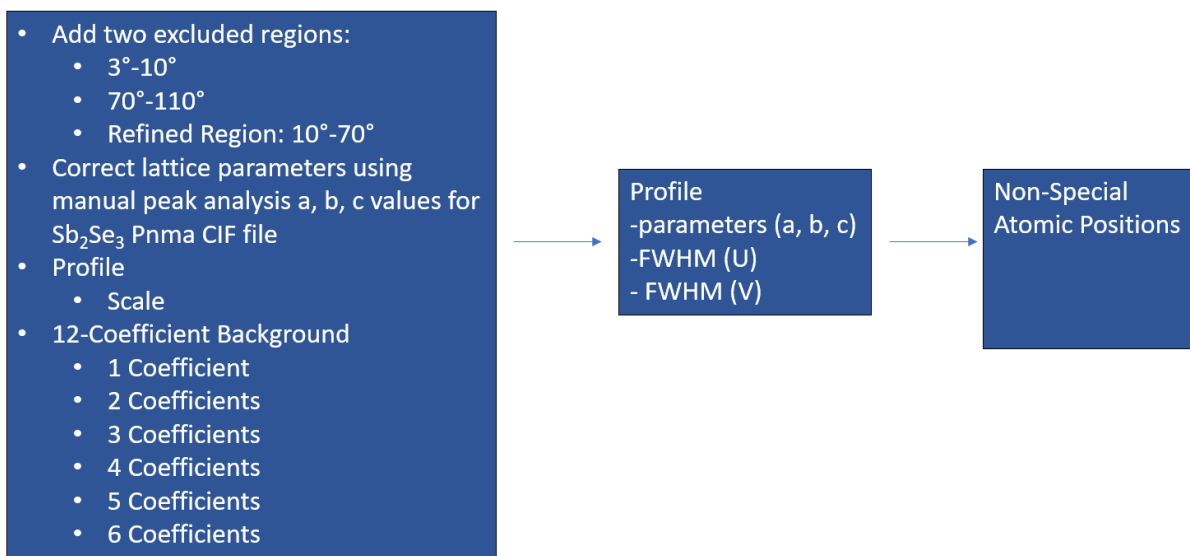 • Add two excluded regions:
• 3°-10°
• 70°-110°
• Refined Region: 10°-70°
• Correct lattice parameters using
manual peak analysis a, b, c values for
Sb₂Se₃ Pnma CIF file
• Profile
• Scale
• 12-Coefficient Background
• 1 Coefficient
• 2 Coefficients
• 3 Coefficients
• 4 Coefficients
• 5 Coefficients
• 6 Coefficients
Profile
-parameters (a, b, c)
-FWHM (U)
- FWHM (V)
Non-Special
Atomic Positions